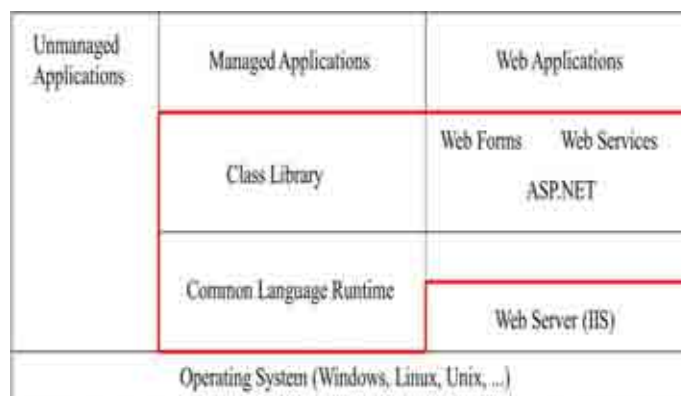 Unmanaged
Applications
Managed Applications
Web Applications
Class Library
Web Forms Web Services
ASP.NET
Common Language Runtime
Web Server (IIS)
Operating System (Windows, Linux, Unix, ...)